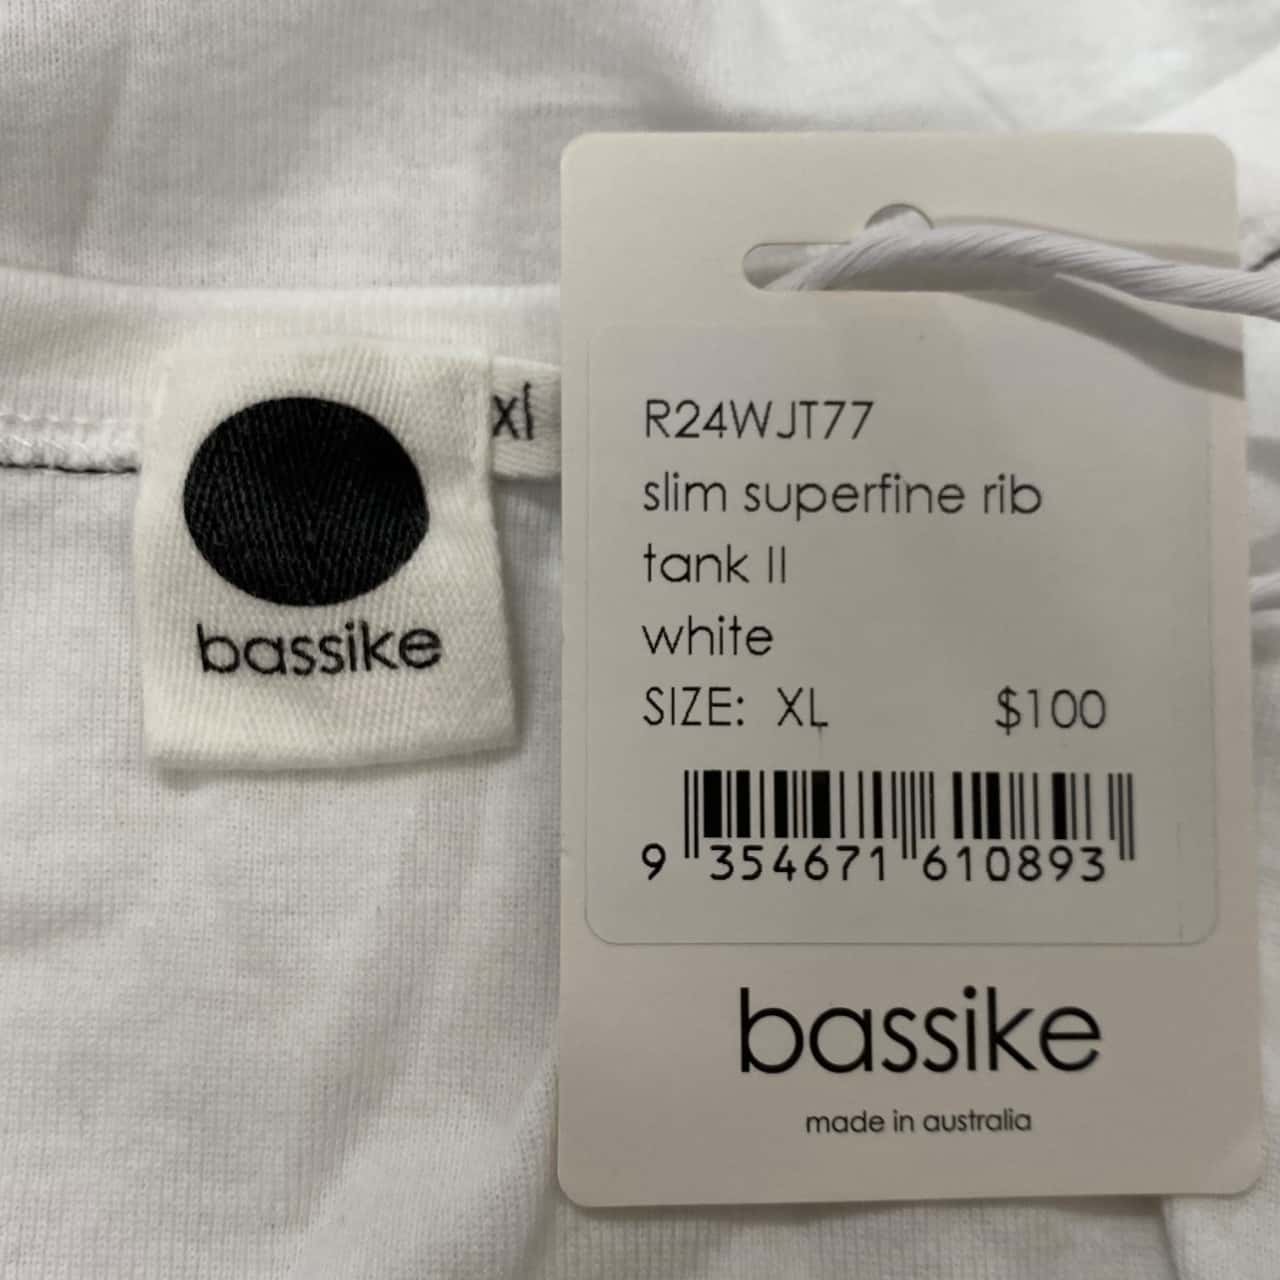 bassike
xl
R24WJT77
slim superfine rib
tank II
white
SIZE: XL $100
9 354671 610893
bassike
made in australia